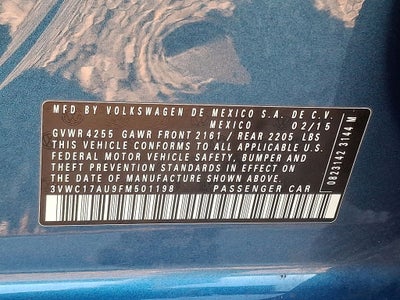 MFD BY VOLKSWAGEN DE MEXICO S.A. DE C.V.
MEXICO 02/15
GVWR 4255 GAWR FRONT 2161 / REAR 2205 LBS
THIS VEHICLE CONFORMS TO ALL APPLICABLE U.S.
FEDERAL MOTOR VEHICLE SAFETY, BUMPER AND
THEFT PREVENTION STANDARDS IN EFFECT ON THE
DATE OF MANUFACTURE SHOWN ABOVE.
3VWC17AU9FM501198 PASSENGER CAR
0823142 3144 M